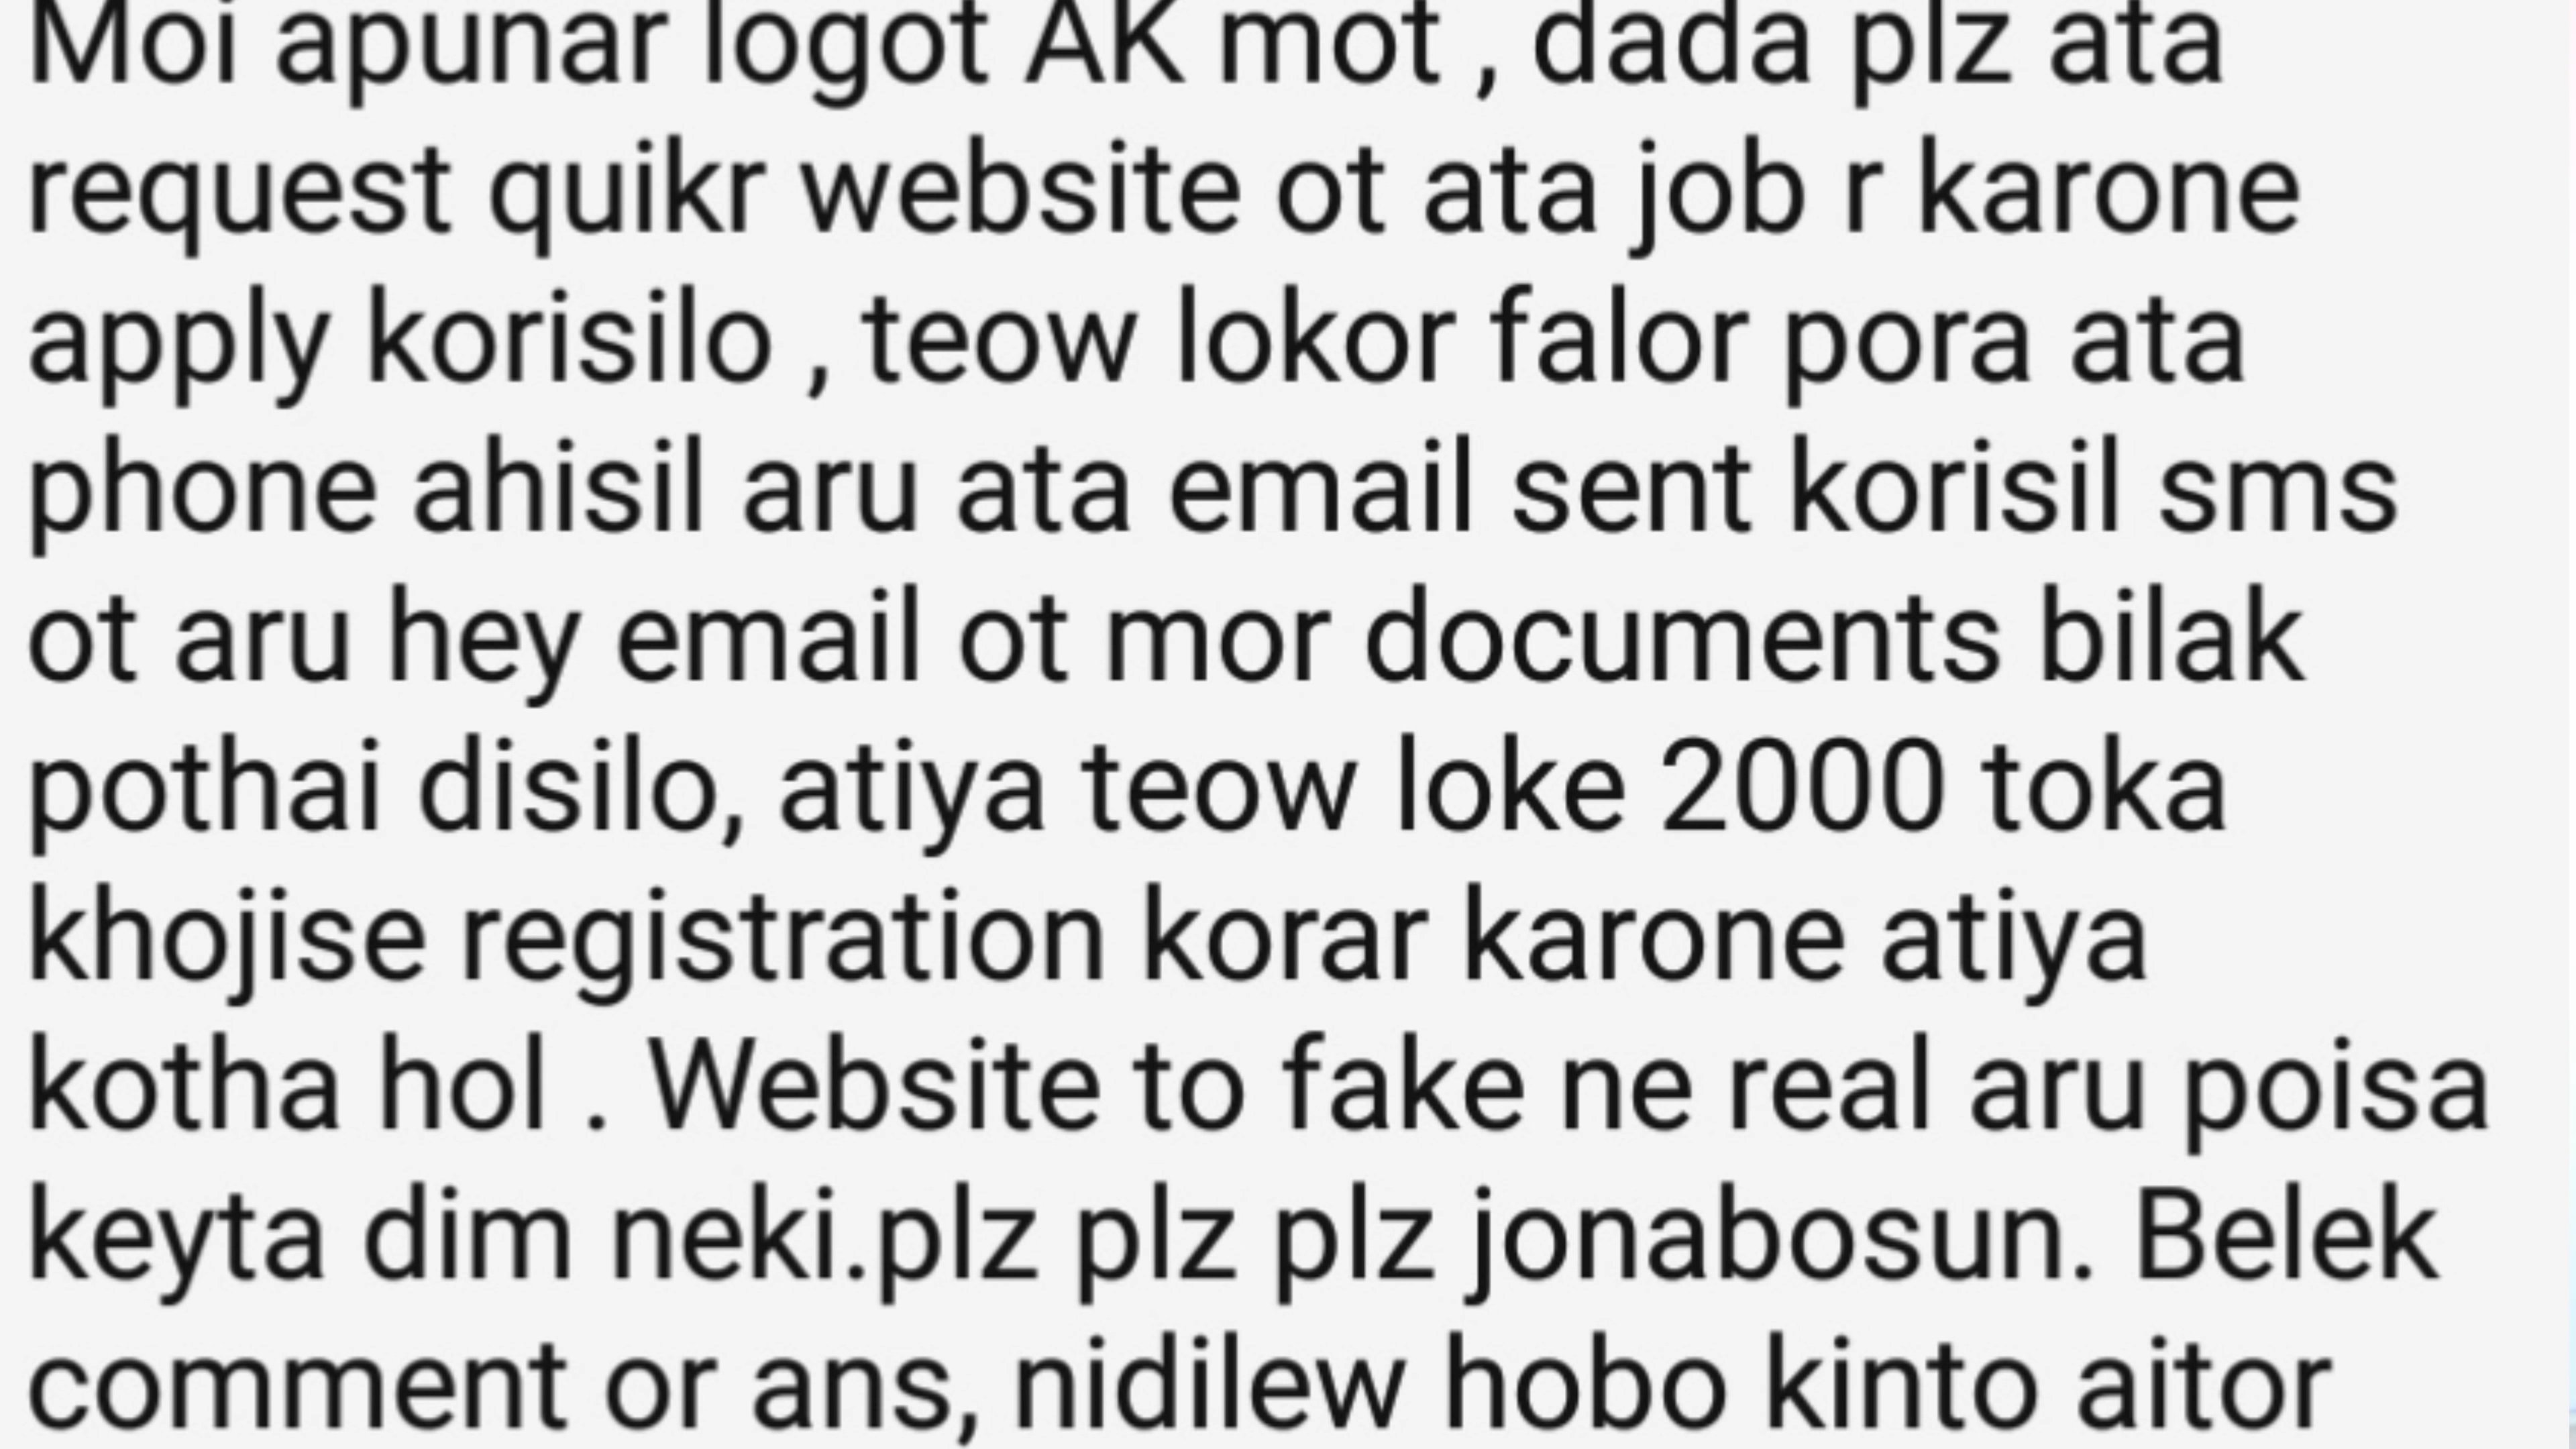 Moi apunar logot AK mot , dada plz ata
request quikr website ot ata job r karone
apply korisilo , teow lokor falor pora ata
phone ahisil aru ata email sent korisil sms
ot aru hey email ot mor documents bilak
pothai disilo, atiya teow loke 2000 toka
khojise registration korar karone atiya
kotha hol . Website to fake ne real aru poisa
keyta dim neki.plz plz plz jonabosun. Belek
comment or ans, nidilew hobo kinto aitor